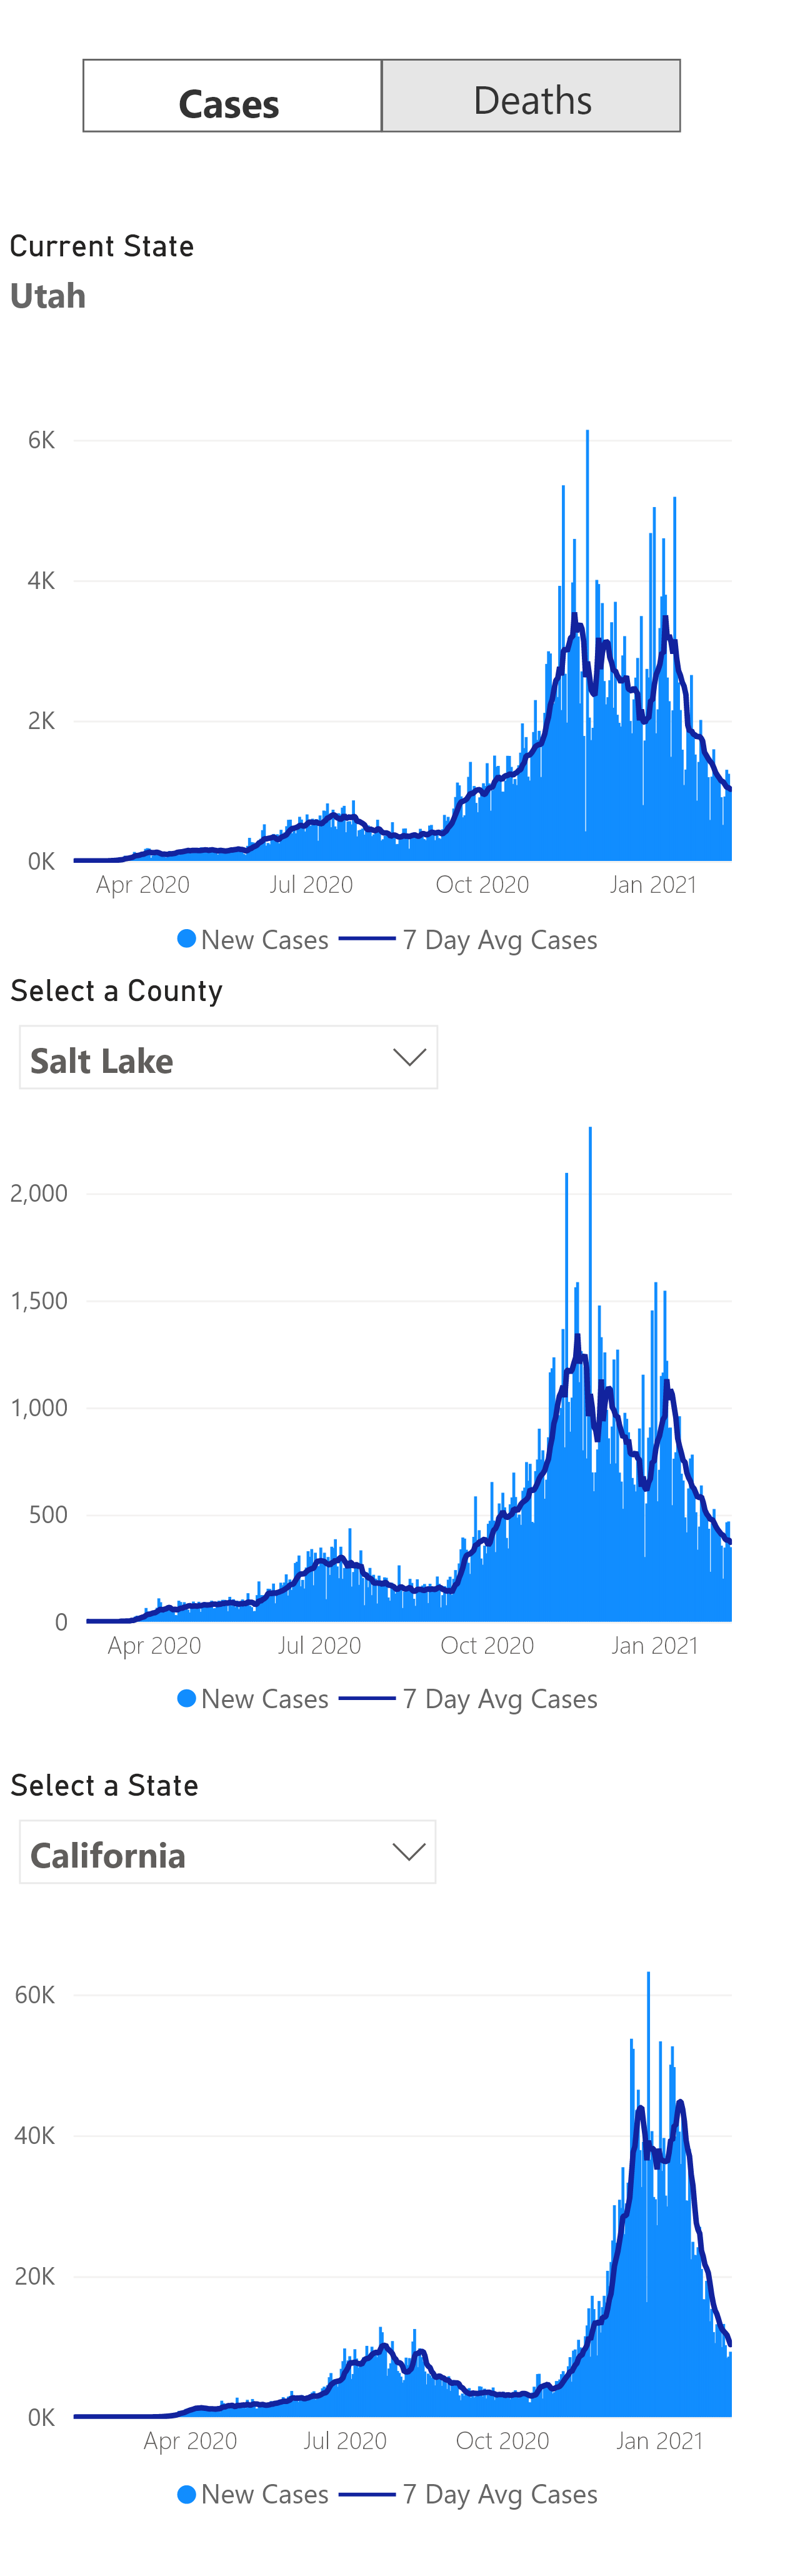 Cases Deaths
Current State
Utah
6K
4K
2K
0K
Apr 2020 Jul 2020 Oct 2020 Jan 2021
New Cases 7 Day Avg Cases
Select a County
Salt Lake
2,000
1,500
1,000
500
0
Apr 2020 Jul 2020 Oct 2020 Jan 2021
New Cases 7 Day Avg Cases
Select a State
California
60K
40K
20K
0K
Apr 2020 Jul 2020 Oct 2020 Jan 2021
New Cases 7 Day Avg Cases